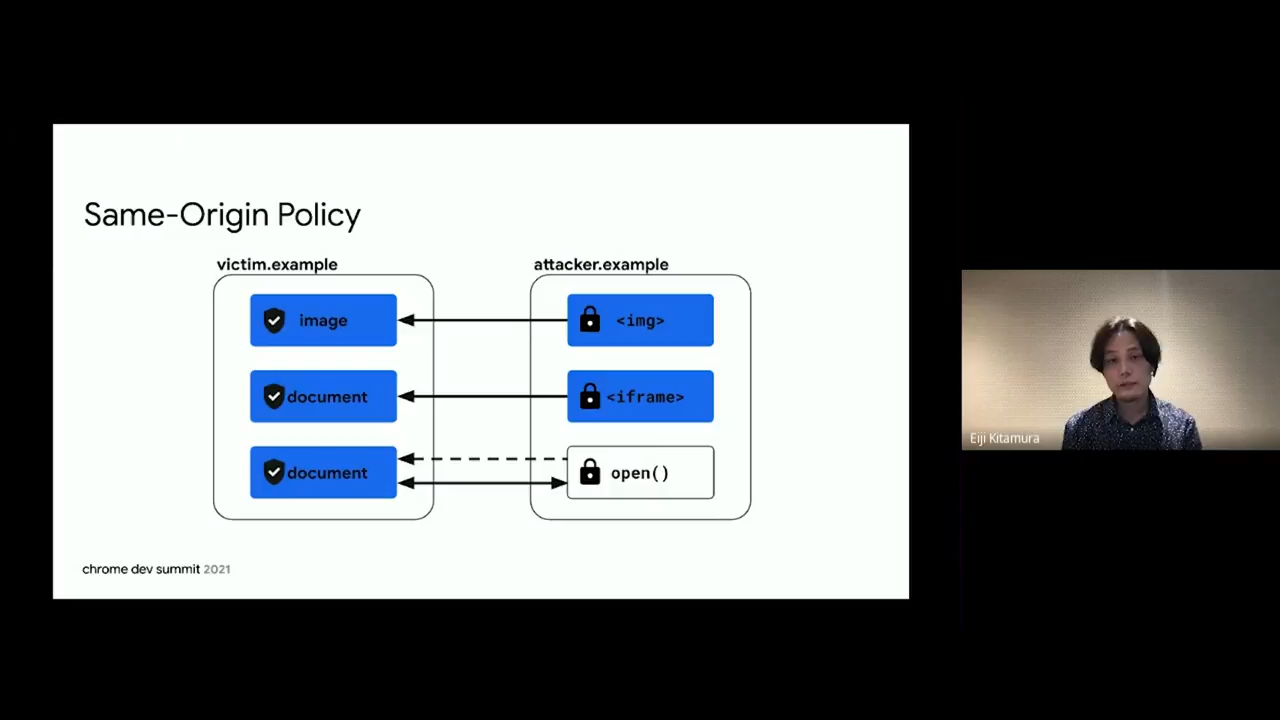 Same-Origin Policy
victim.example
attacker.example
image
<img>
document
<iframe>
document
open()
chrome dev summit 2021
Eiji Kitamura